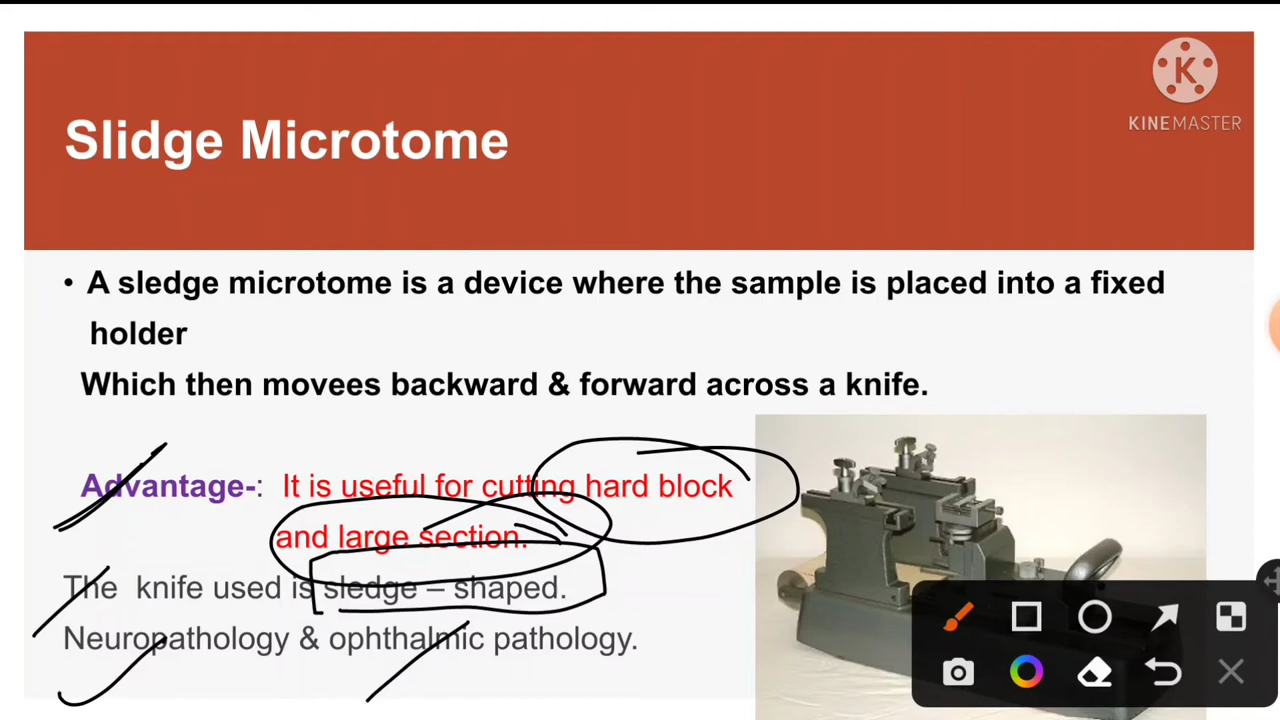 K
KINEMASTER
Slidge Microtome
• A sledge microtome is a device where the sample is placed into a fixed
holder
Which then movees backward & forward across a knife.
Advantage-: It is useful for cutting hard block
and large section.
The knife used is sledge – shaped.
Neuropathology & ophthalmic pathology.